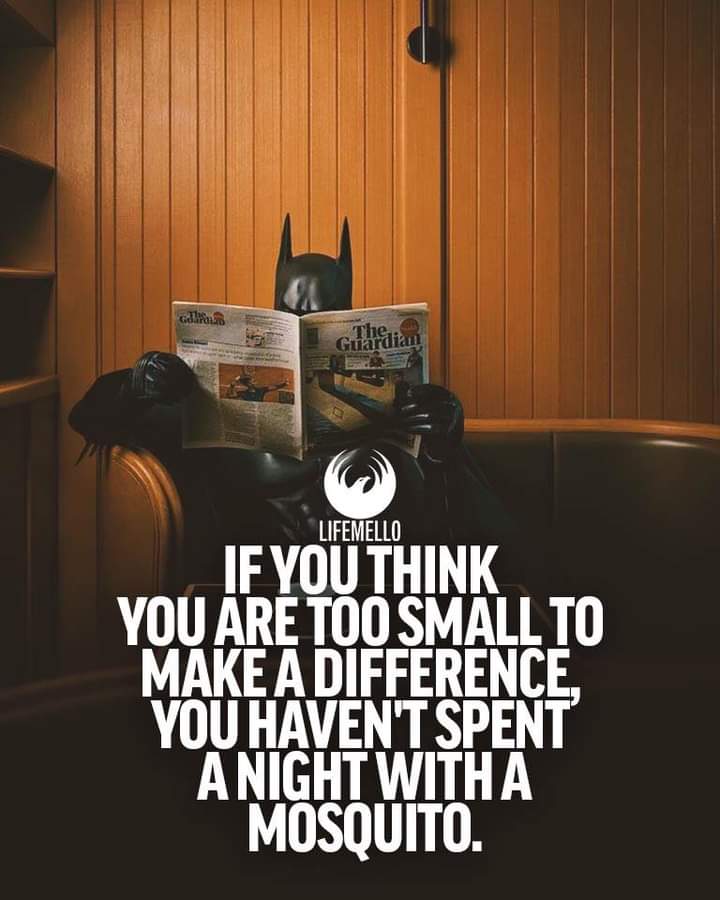 The
Guardian
The
Guardian
LIFEMELLO
IF YOU THINK
YOU ARE TOO SMALL TO
MAKE A DIFFERENCE,
YOU HAVEN'T SPENT
A NIGHT WITH A
MOSQUITO.